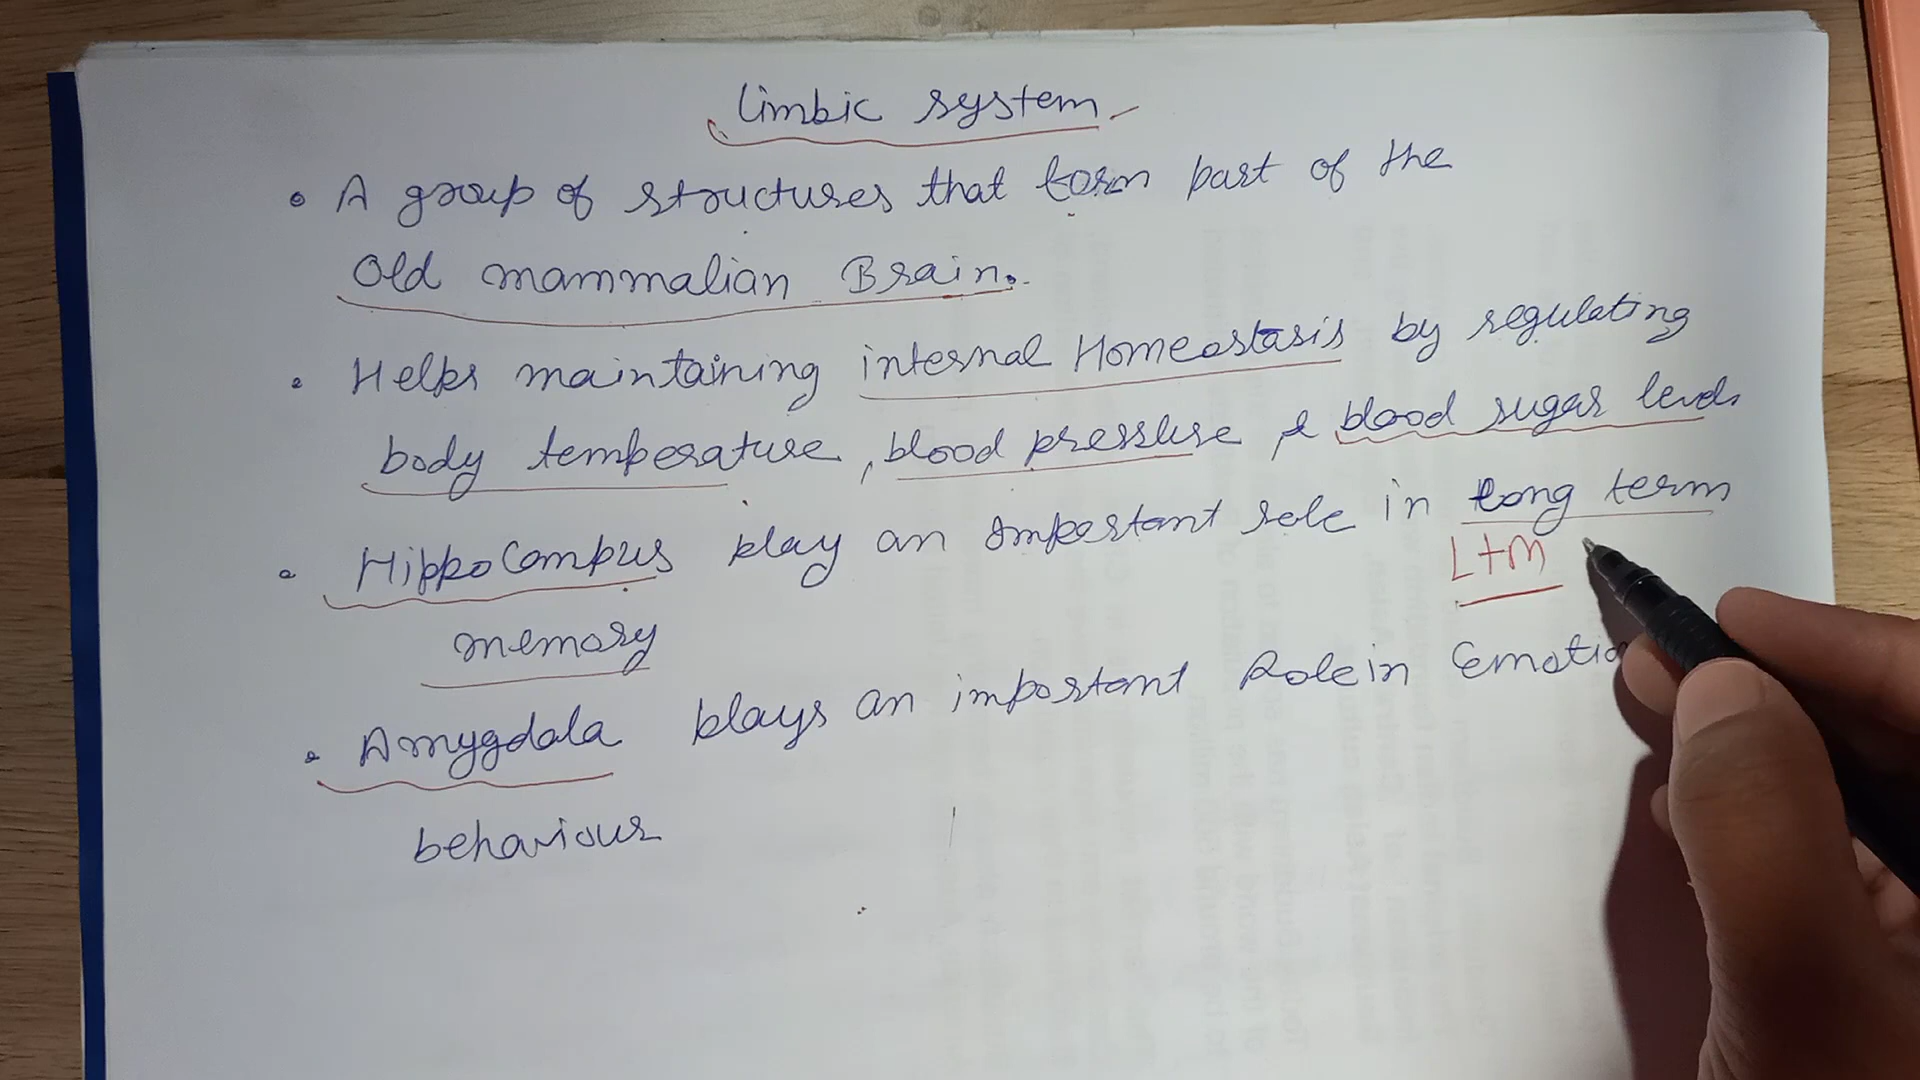 Limbic system
• A group of structures that form part of the
Old mammalian Brain.
• Helps maintaining internal Homeostasis by regulating
body temperature, blood pressure, & blood sugar levels
• Hippocampus play an important role in long term
LTM
memory
• Amygdala plays an important Role in Emotio
behaviour